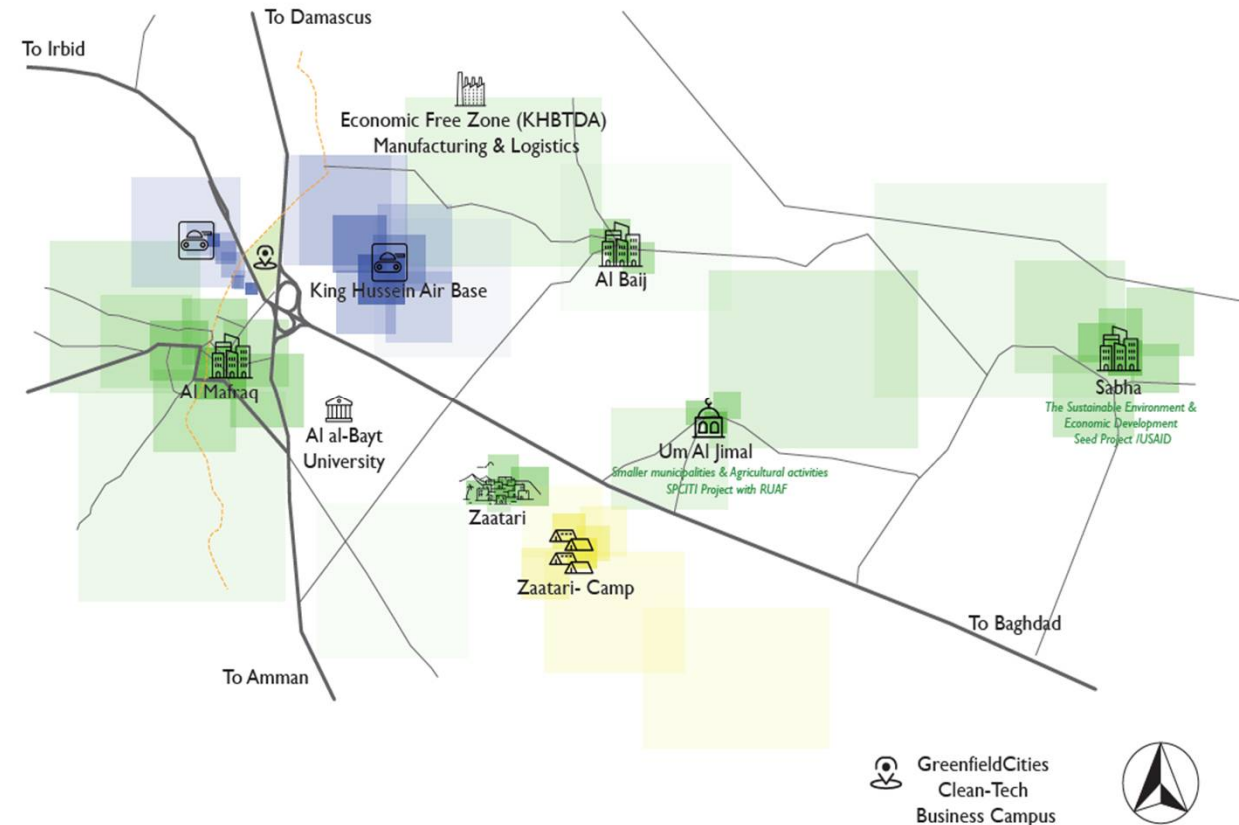 To Damascus
To Irbid
Economic Free Zone (KHBTDA)
Manufacturing & Logistics
King Hussein Air Base
Al Baij
Al Mafraq
Sabha
The Sustainable Environment &
Economic Development
Seed Project /USAID
Al al-Bayt
University
Um Al Jimal
Smaller municipalities & Agricultural activities
SPCITI Project with RUAF
Zaatari
Zaatari- Camp
To Baghdad
To Amman
GreenfieldCities
Clean-Tech
Business Campus